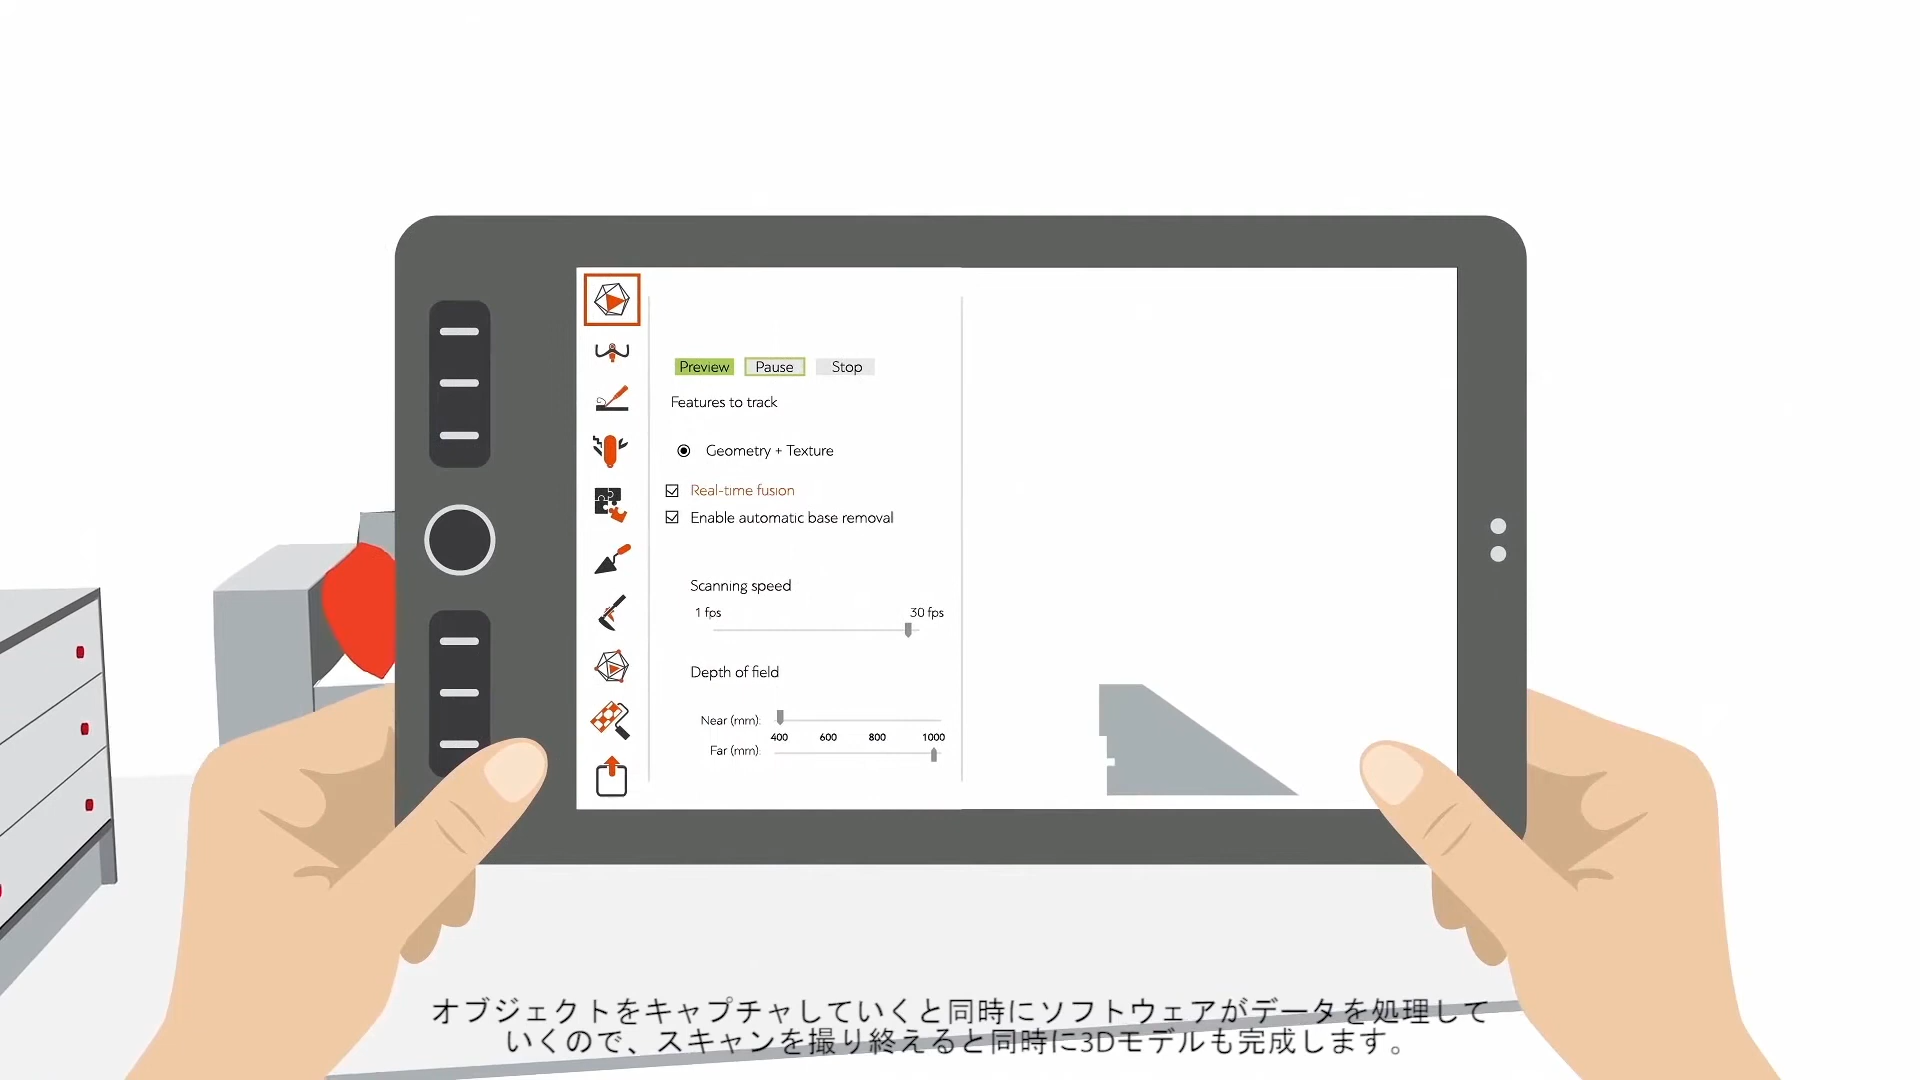 Preview Pause Stop
Features to track
Geometry + Texture
Real-time fusion
Enable automatic base removal
Scanning speed
1 fps 30 fps
Depth of field
Near (mm):
400 600 800 1000
Far (mm):
オブジェクトをキャプチャしていくと同時にソフトウェアがデータを処理して
いくので、スキャンを撮り終えると同時に3Dモデルも完成します。